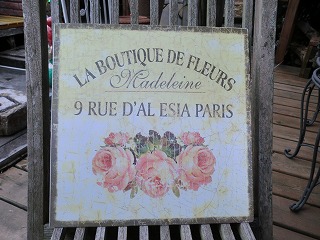 LA BOUTIQUE DE FLEURS
Madeleine
9 RUE D'AL ESIA PARIS